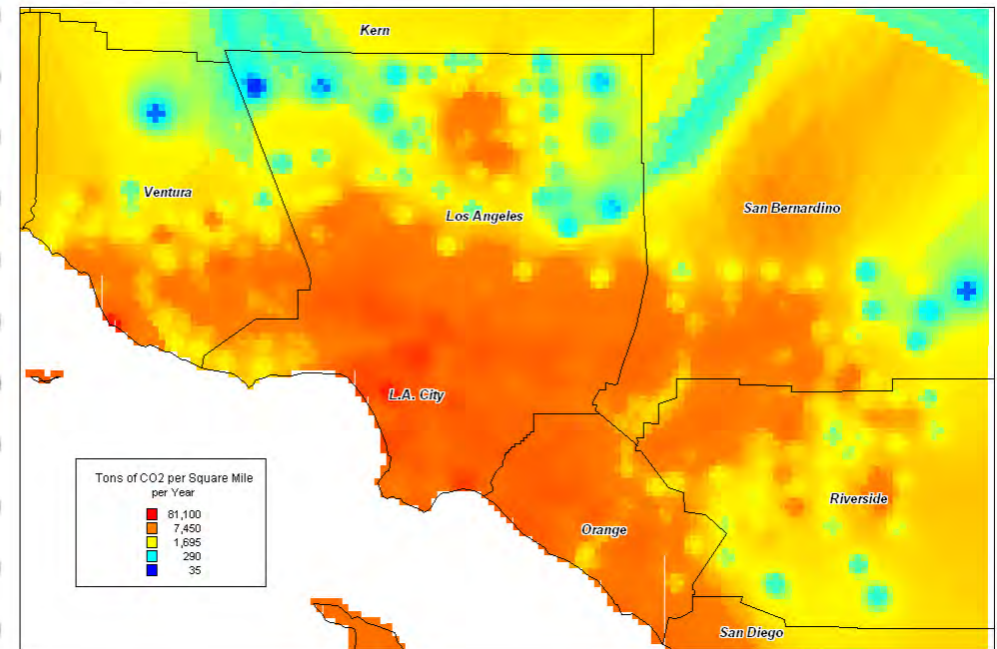 Kern
Ventura
Los Angeles
San Bernardino
L.A. City
Tons of CO2 per Square Mile
per Year
81,100
7,450
1,695
290
35
Riverside
Orange
San Diego